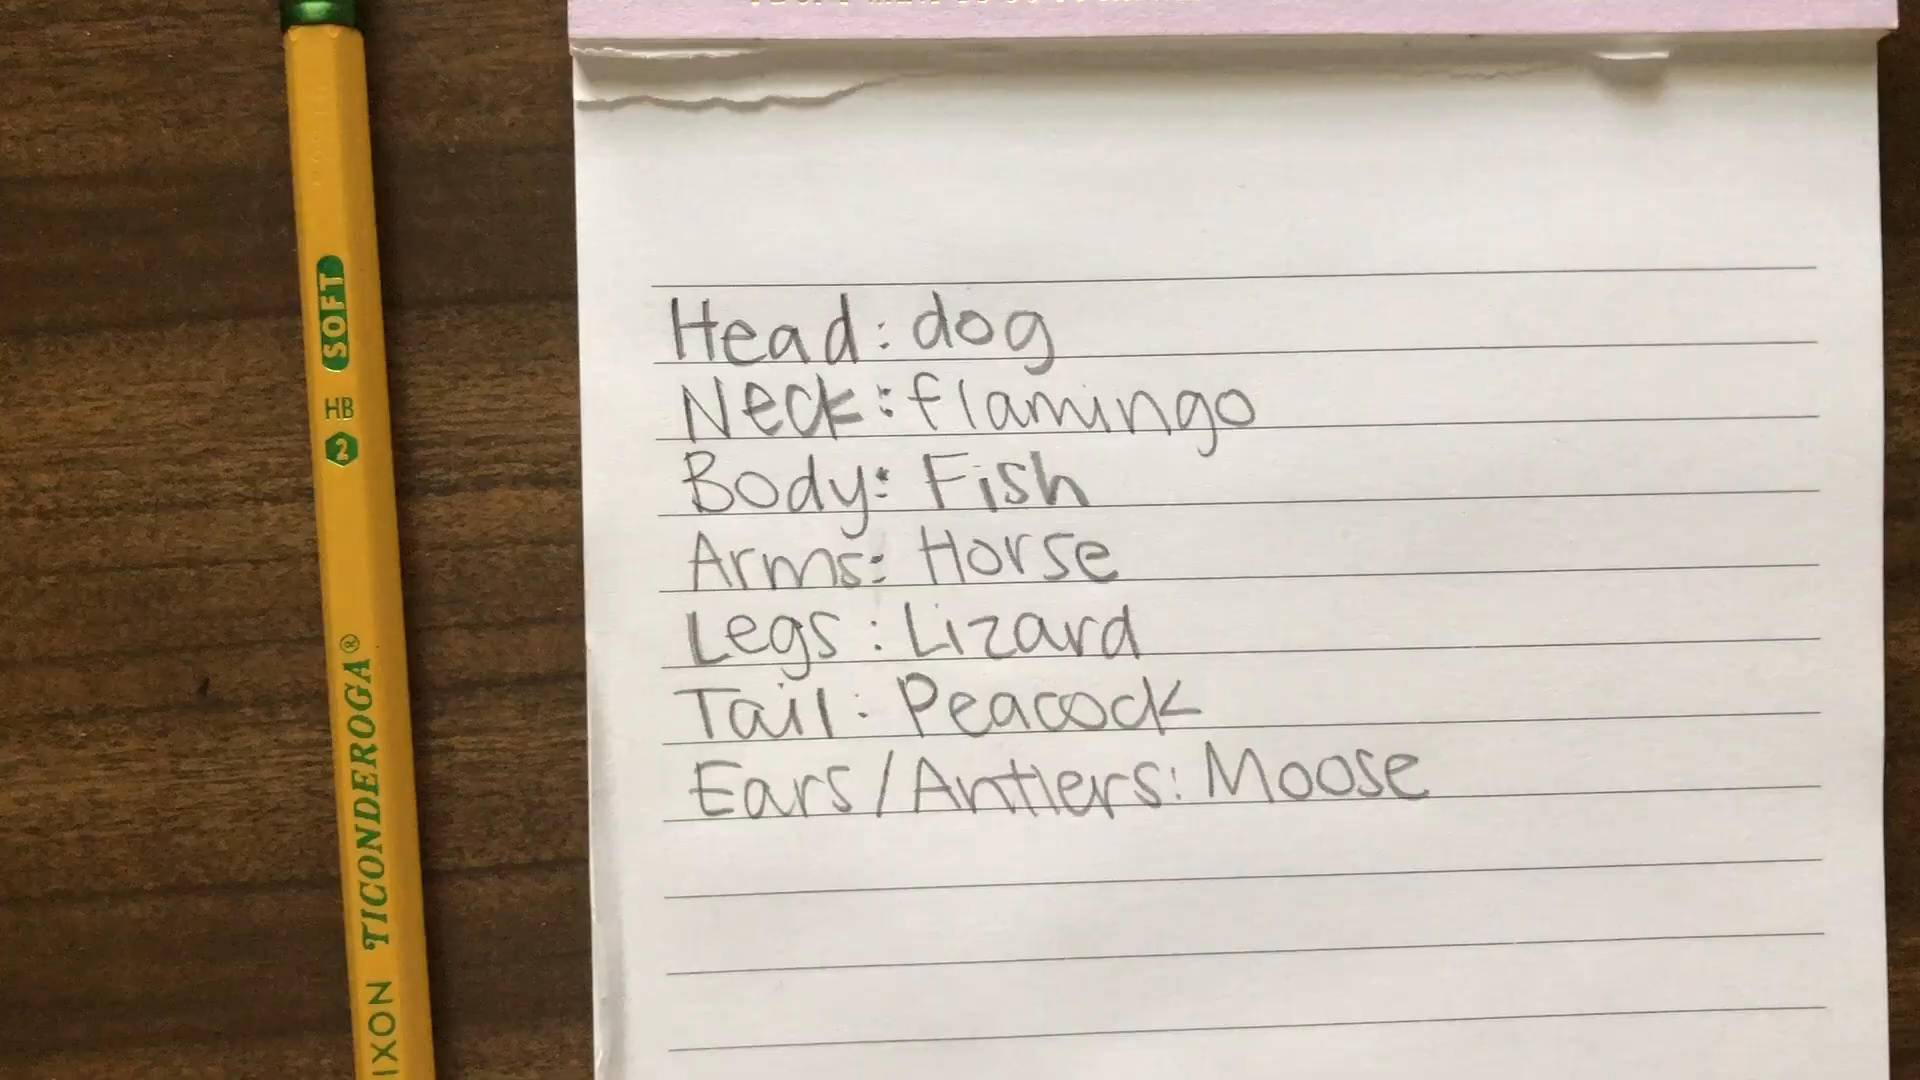 Head: dog
Neck: flamingo
Body: Fish
Arms: Horse
Legs: Lizard
Tail: Peacock
Ears/Antlers: Moose
SOFT
HB
2
IXON TICONDEROGA®